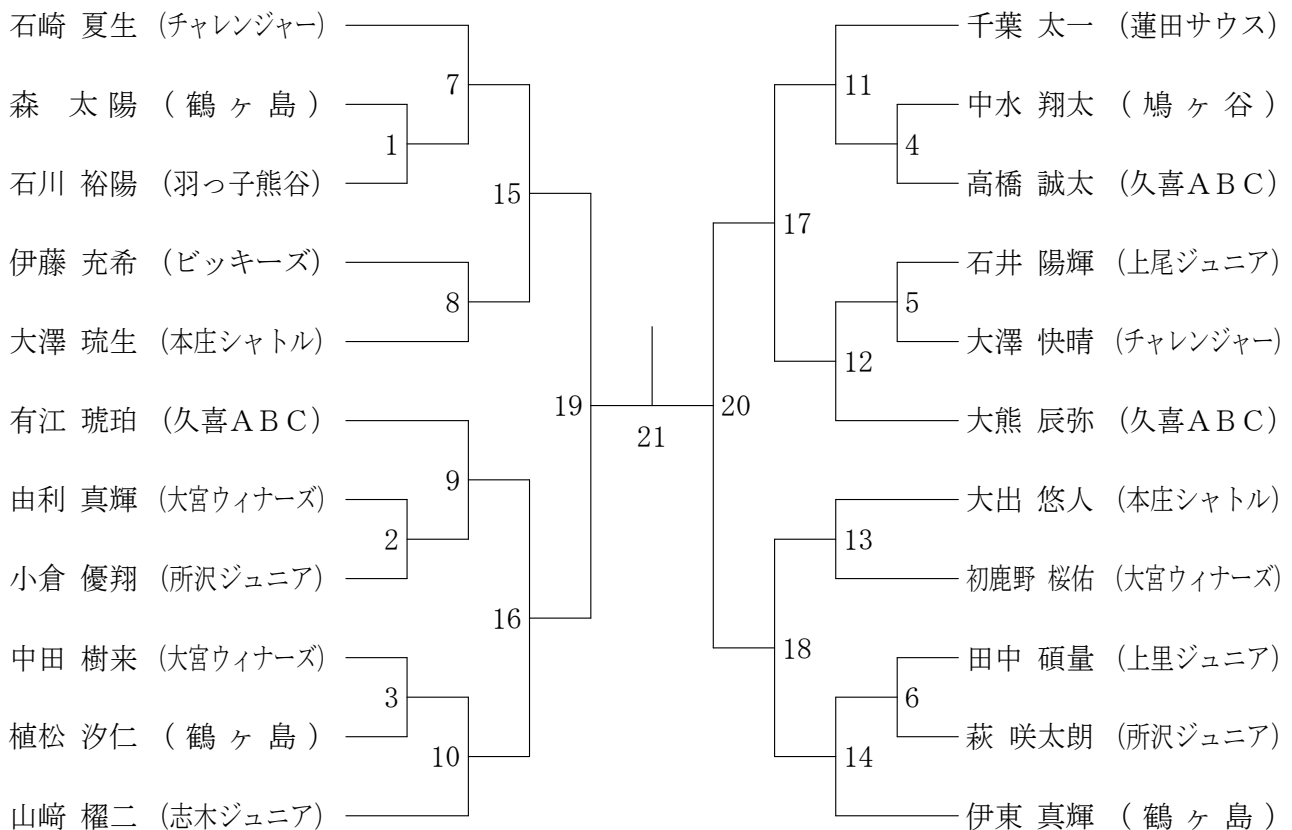 石崎 夏生 (チャレンジャー)
森 太陽 (鶴ヶ島)
石川 裕陽 (羽っ子熊谷)
伊藤 充希 (ビッキーズ)
大澤 琉生 (本庄シャトル)
有江 琥珀 (久喜ABC)
由利 真輝 (大宮ウィナーズ)
小倉 優翔 (所沢ジュニア)
中田 樹来 (大宮ウィナーズ)
植松 汐仁 (鶴ヶ島)
山﨑 櫂二 (志木ジュニア)
1
2
3
7
8
9
10
15
16
19
21
20
17
18
11
12
13
14
4
5
6
千葉 太一 (蓮田サウス)
中水 翔太 (鳩ヶ谷)
高橋 誠太 (久喜ABC)
石井 陽輝 (上尾ジュニア)
大澤 快晴 (チャレンジャー)
大熊 辰弥 (久喜ABC)
大出 悠人 (本庄シャトル)
初鹿野 桜佑 (大宮ウィナーズ)
田中 碩量 (上里ジュニア)
萩 咲太朗 (所沢ジュニア)
伊東 真輝 (鶴ヶ島)